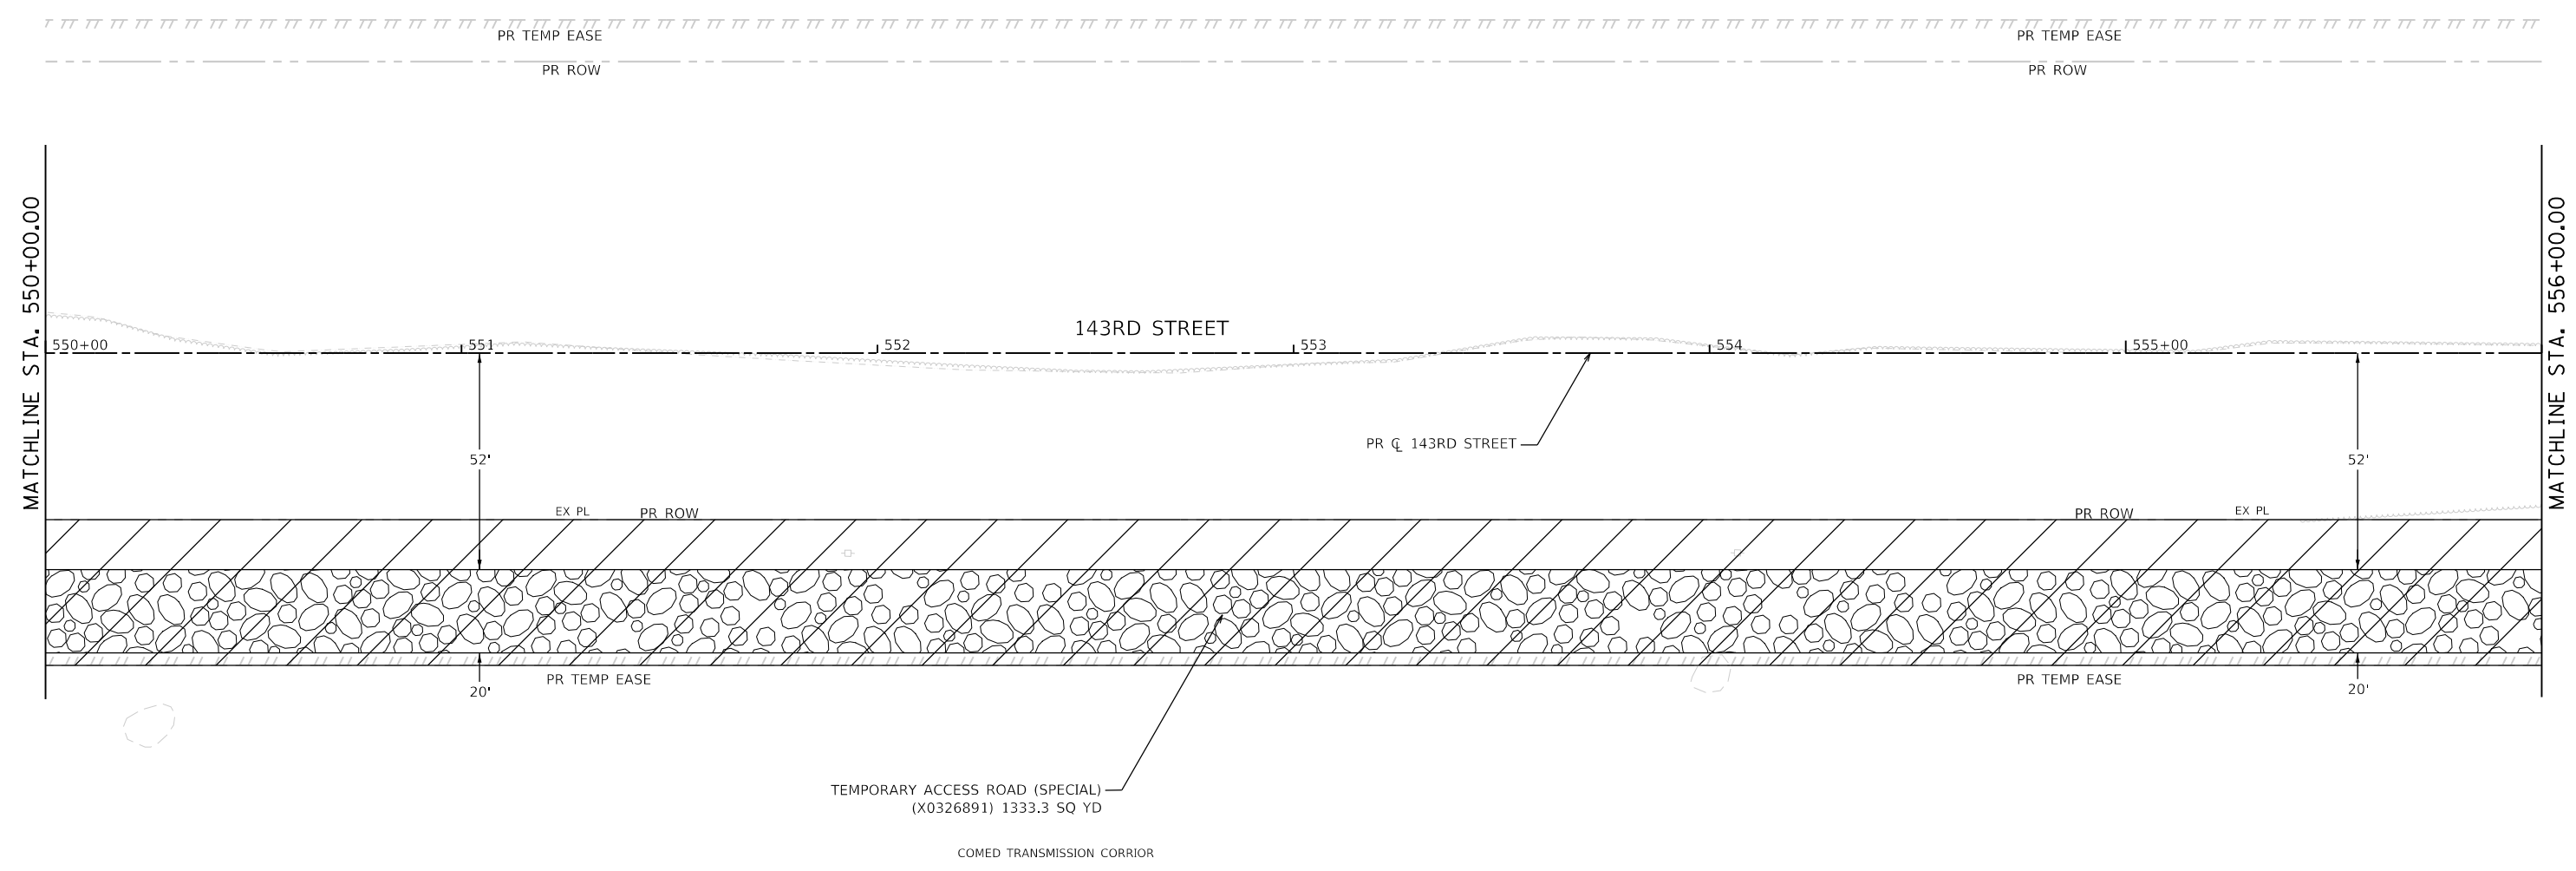 PR TEMP EASE
PR TEMP EASE
PR ROW
PR ROW
MATCHLINE STA. 550+00.00
MATCHLINE STA. 556+00.00
143RD STREET
550+00
551
552
553
554
555+00
PR ℄ 143RD STREET
52'
52'
EX PL
PR ROW
PR ROW
EX PL
PR TEMP EASE
PR TEMP EASE
20'
20'
TEMPORARY ACCESS ROAD (SPECIAL)
(X0326891) 1333.3 SQ YD
COMED TRANSMISSION CORRIOR